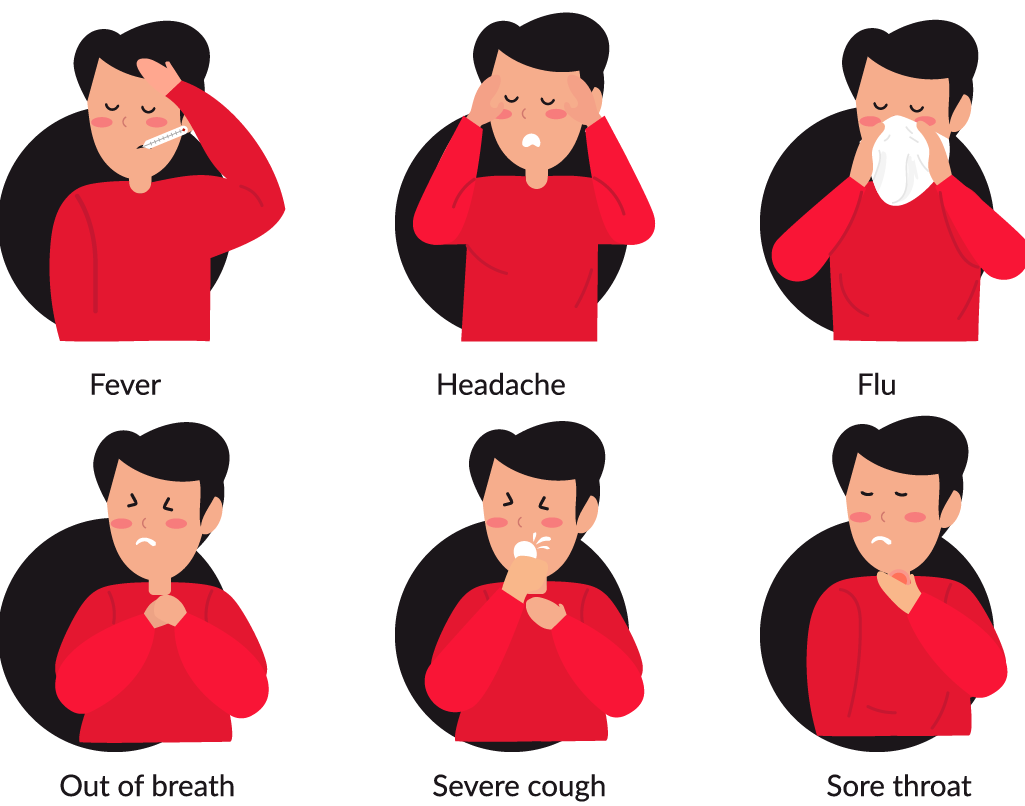 Fever
Headache
Flu
Out of breath
Severe cough
Sore throat